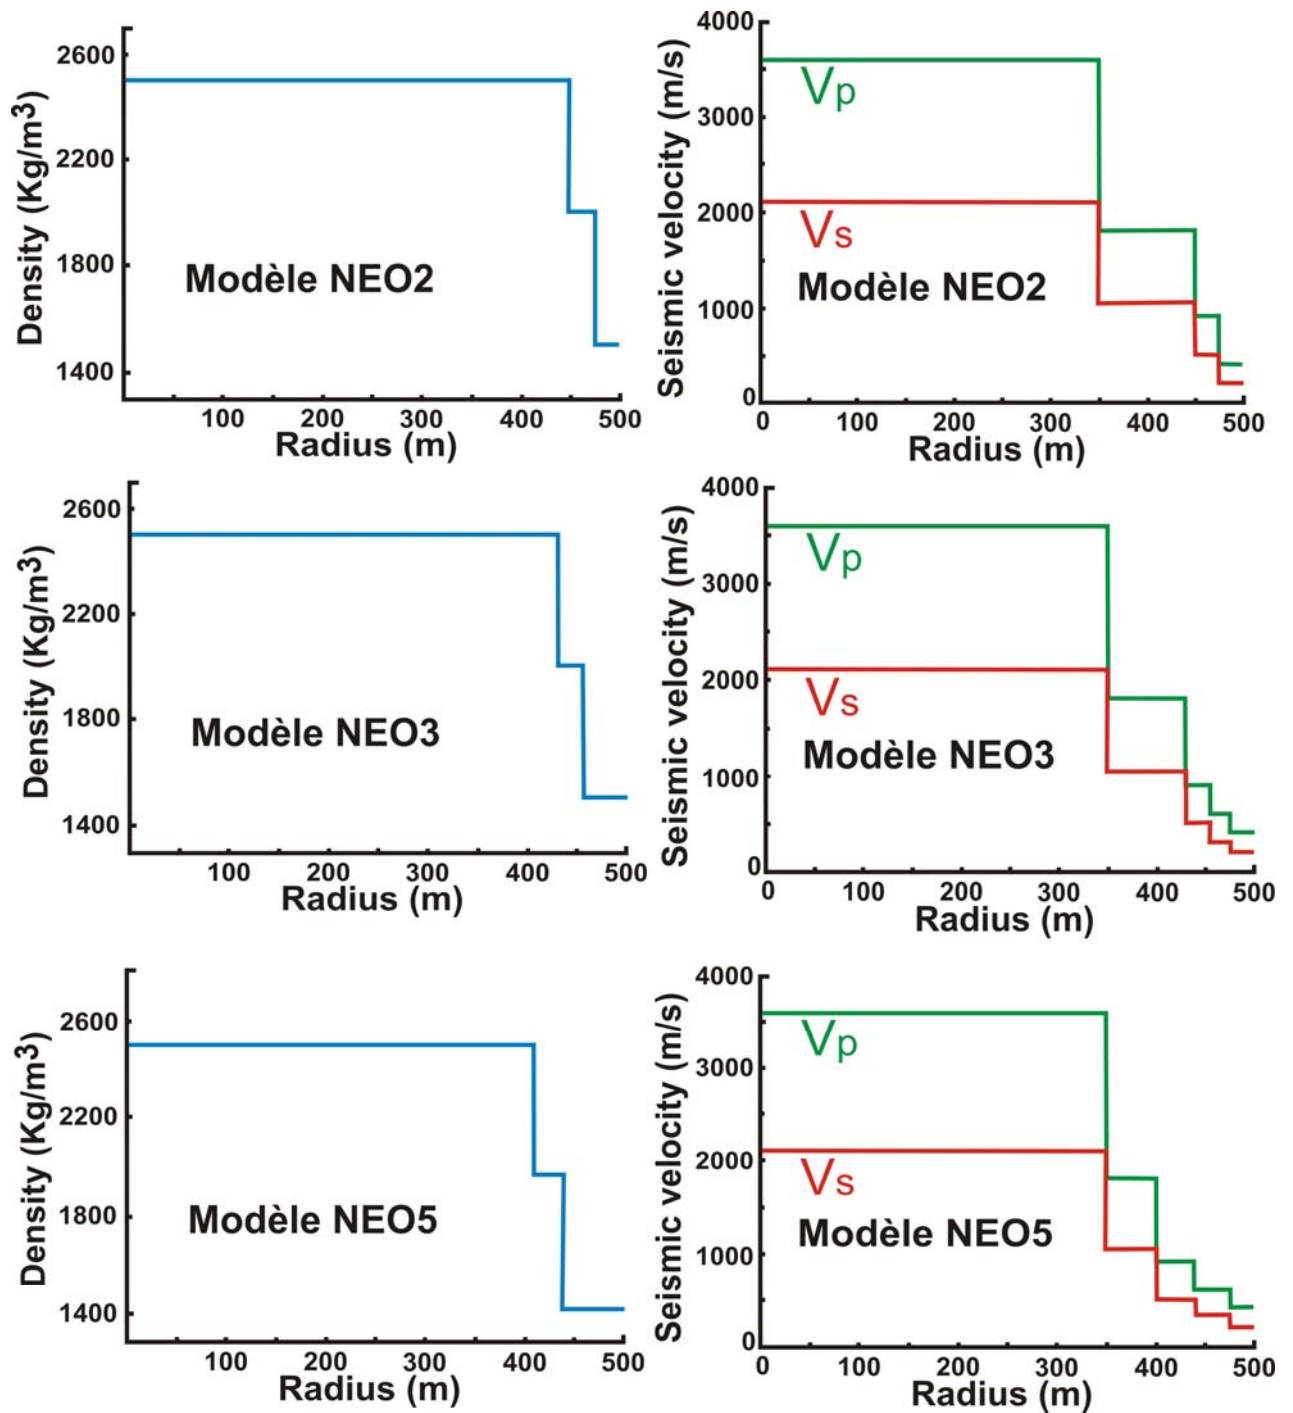 Density (Kg/m3)
2600
2200
1800
1400
Modèle NEO2
100 200 300 400 500
Radius (m)
Seismic velocity (m/s)
4000
3000
2000
1000
0
Vp
Vs
Modèle NEO2
0 100 200 300 400 500
Radius (m)
Density (Kg/m3)
2600
2200
1800
1400
Modèle NEO3
100 200 300 400 500
Radius (m)
Seismic velocity (m/s)
4000
3000
2000
1000
0
Vp
Vs
Modèle NEO3
0 100 200 300 400 500
Radius (m)
Density (Kg/m3)
2600
2200
1800
1400
Modèle NEO5
100 200 300 400 500
Radius (m)
Seismic velocity (m/s)
4000
3000
2000
1000
0
Vp
Vs
Modèle NEO5
0 100 200 300 400 500
Radius (m)